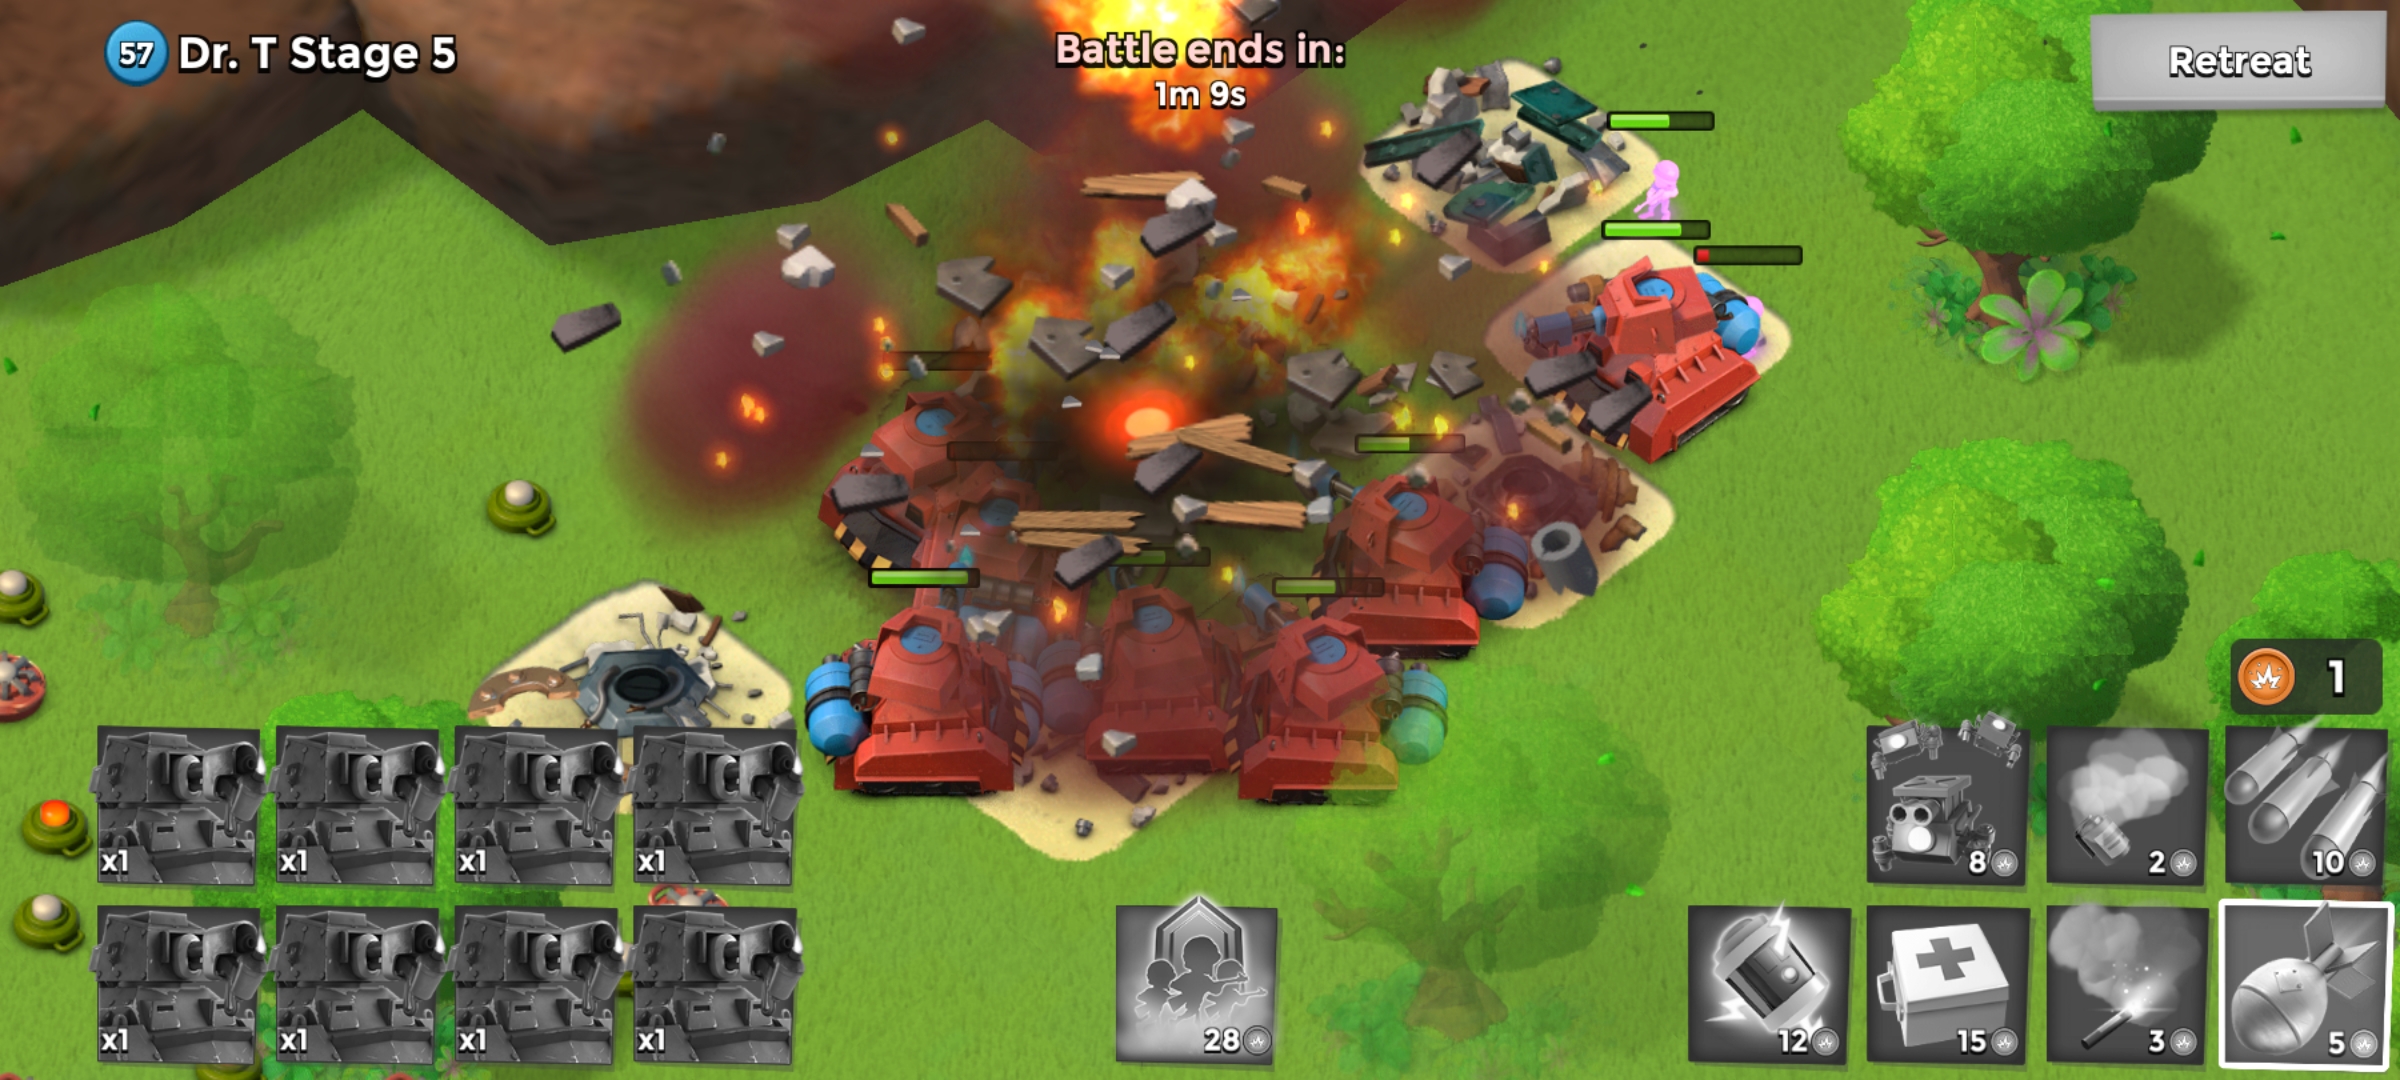 57 Dr. T Stage 5
Battle ends in:
1m 9s
Retreat
1
x1 x1 x1 x1
8 2 10
x1 x1 x1 x1
28 12 15 3 5